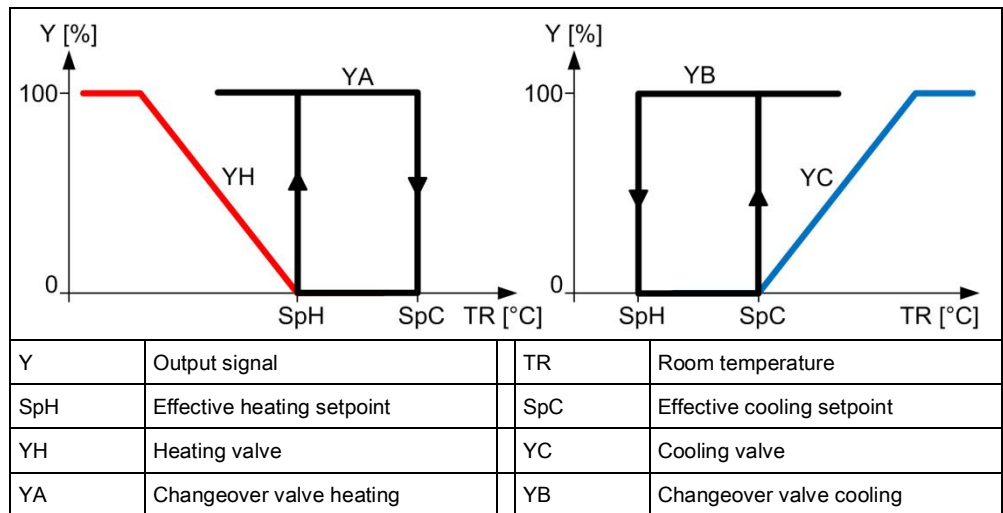 Y [%]
100
YA
YH
0
SpH SpC TR [°C]
Y [%]
100
YB
YC
0
SpH SpC TR [°C]
Y Output signal TR Room temperature
SpH Effective heating setpoint SpC Effective cooling setpoint
YH Heating valve YC Cooling valve
YA Changeover valve heating YB Changeover valve cooling